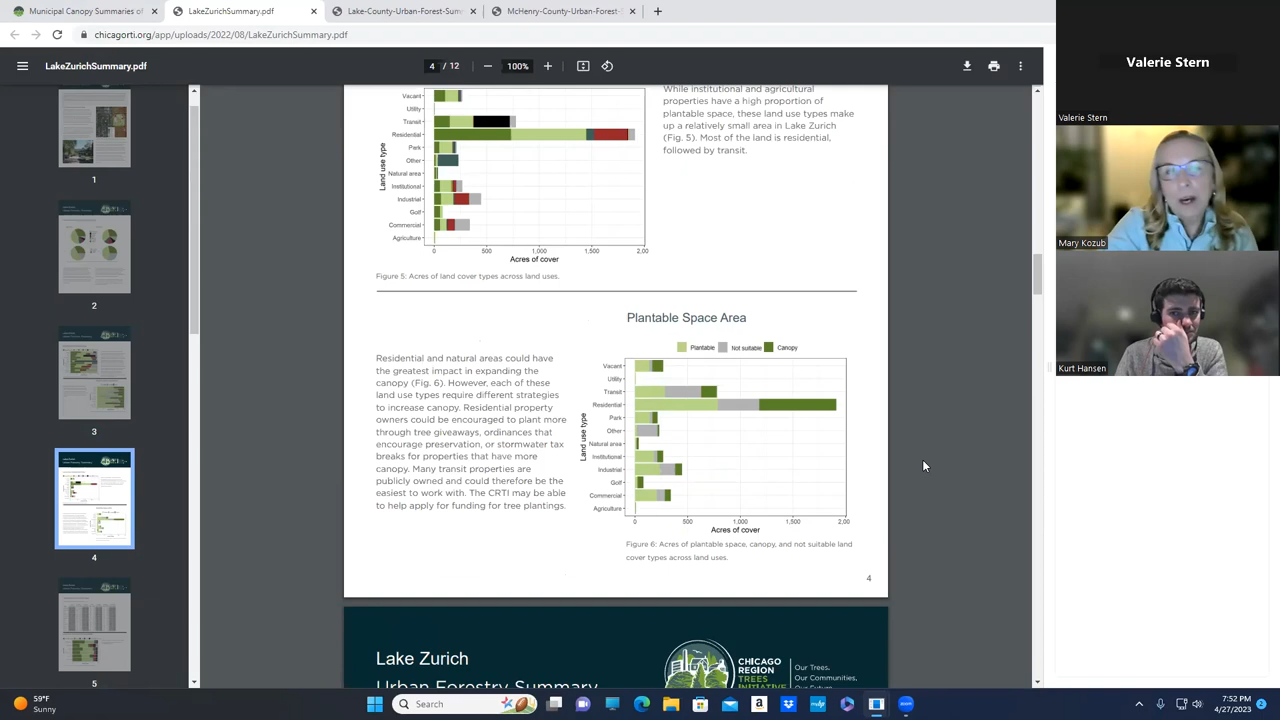 Municipal Canopy Summaries of
LakeZurichSummary.pdf
Lake-County-Urban-Forest-Sum
McHenry-County-Urban-Forest-S
chicagorti.org/app/uploads/2022/08/LakeZurichSummary.pdf
LakeZurichSummary.pdf
4 / 12
100%
1
2
3
4
5
Vacant
Utility
Transit
Residential
Park
Other
Natural area
Institutional
Industrial
Golf
Commercial
Agriculture
Land use type
0 500 1,000 1,500 2,00
Acres of cover
Figure 5: Acres of land cover types across land uses.
While institutional and agricultural
properties have a high proportion of
plantable space, these land use types make
up a relatively small area in Lake Zurich
(Fig. 5). Most of the land is residential,
followed by transit.
Plantable Space Area
Residential and natural areas could have
the greatest impact in expanding the
canopy (Fig. 6). However, each of these
land use types require different strategies
to increase canopy. Residential property
owners could be encouraged to plant more
through tree giveaways, ordinances that
encourage preservation, or stormwater tax
breaks for properties that have more
canopy. Many transit properties are
publicly owned and could therefore be the
easiest to work with. The CRTI may be able
to help apply for funding for tree plantings.
Plantable Not suitable Canopy
Vacant
Utility
Transit
Residential
Park
Other
Natural area
Institutional
Industrial
Golf
Commercial
Agriculture
Land use type
0 500 1,000 1,500 2,00
Acres of cover
Figure 6: Acres of plantable space, canopy, and not suitable land
cover types across land uses.
4
Lake Zurich
Urban Forestry Summary
CHICAGO
REGION
TREES
INITIATIVE
Our Trees.
Our Communities.
Our Future.
Valerie Stern
Valerie Stern
Mary Kozub
Kurt Hansen
59°F
Sunny
Search
7:52 PM
4/27/2023
2